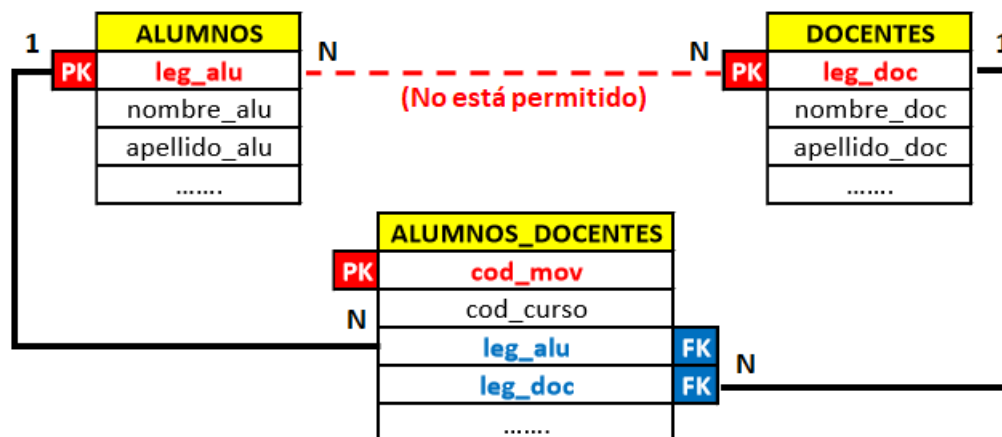 ALUMNOS
1 N
PK leg_alu
nombre_alu
apellido_alu
.......
(No está permitido)
DOCENTES
N 1
PK leg_doc
nombre_doc
apellido_doc
.......
ALUMNOS_DOCENTES
PK cod_mov
N cod_curso
leg_alu FK
N
leg_doc FK
.......